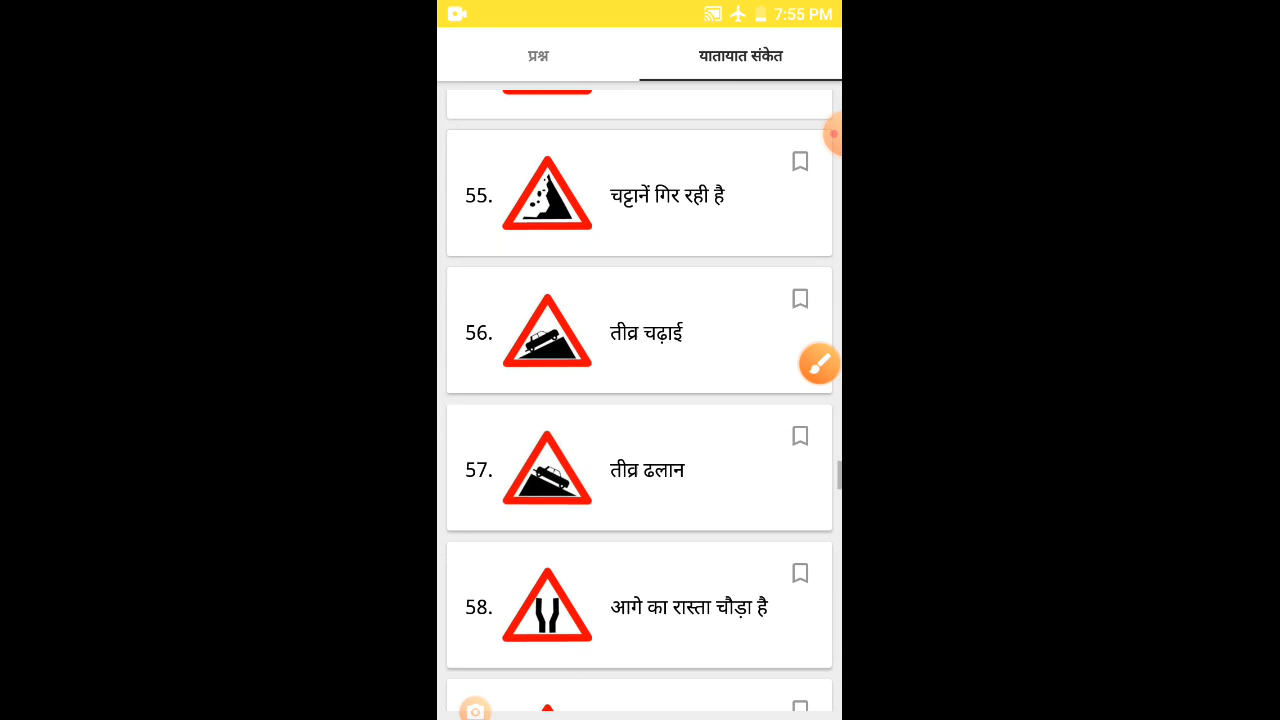 7:55 PM
प्रश्न
यातायात संकेत
55. चट्टानें गिर रही है
56. तीव्र चढ़ाई
57. तीव्र ढलान
58. आगे का रास्ता चौड़ा है